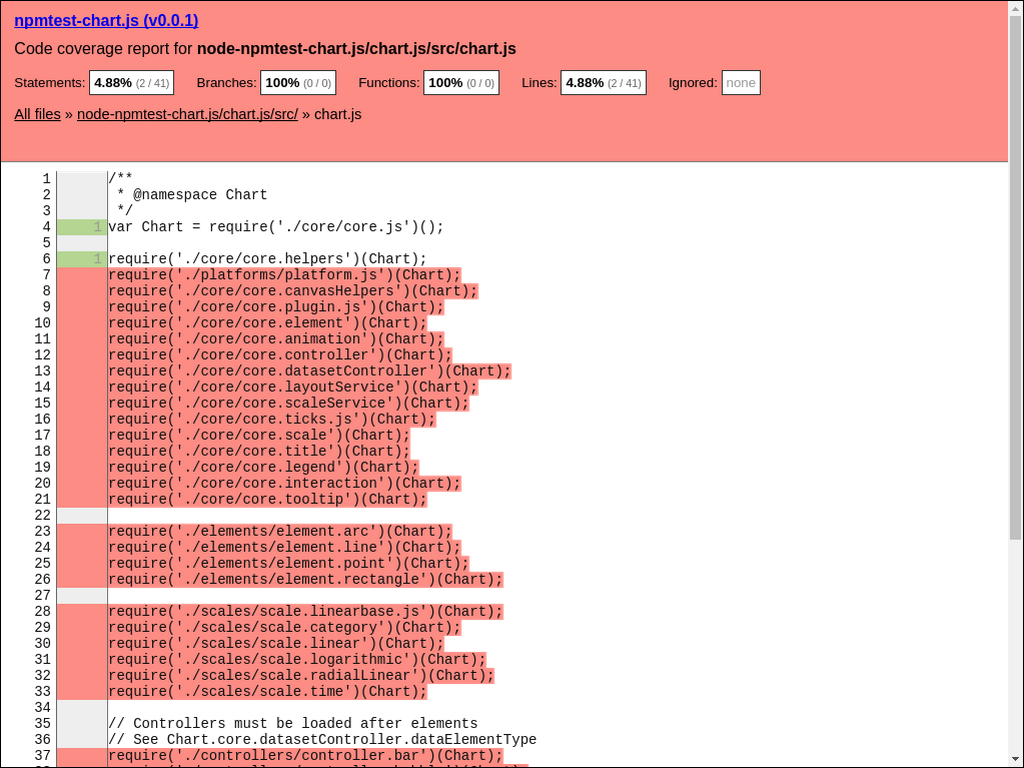 npmtest-chart.js (v0.0.1)
Code coverage report for node-npmtest-chart.js/chart.js/src/chart.js
Statements: 4.88% (2 / 41) Branches: 100% (0 / 0) Functions: 100% (0 / 0) Lines: 4.88% (2 / 41) Ignored: none
All files » node-npmtest-chart.js/chart.js/src/ » chart.js
1 /**
2  * @namespace Chart
3  */
4 1 var Chart = require('./core/core.js')();
5
6 1 require('./core/core.helpers')(Chart);
7 require('./platforms/platform.js')(Chart);
8 require('./core/core.canvasHelpers')(Chart);
9 require('./core/core.plugin.js')(Chart);
10 require('./core/core.element')(Chart);
11 require('./core/core.animation')(Chart);
12 require('./core/core.controller')(Chart);
13 require('./core/core.datasetController')(Chart);
14 require('./core/core.layoutService')(Chart);
15 require('./core/core.scaleService')(Chart);
16 require('./core/core.ticks.js')(Chart);
17 require('./core/core.scale')(Chart);
18 require('./core/core.title')(Chart);
19 require('./core/core.legend')(Chart);
20 require('./core/core.interaction')(Chart);
21 require('./core/core.tooltip')(Chart);
22
23 require('./elements/element.arc')(Chart);
24 require('./elements/element.line')(Chart);
25 require('./elements/element.point')(Chart);
26 require('./elements/element.rectangle')(Chart);
27
28 require('./scales/scale.linearbase.js')(Chart);
29 require('./scales/scale.category')(Chart);
30 require('./scales/scale.linear')(Chart);
31 require('./scales/scale.logarithmic')(Chart);
32 require('./scales/scale.radialLinear')(Chart);
33 require('./scales/scale.time')(Chart);
34
35 // Controllers must be loaded after elements
36 // See Chart.core.datasetController.dataElementType
37 require('./controllers/controller.bar')(Chart);